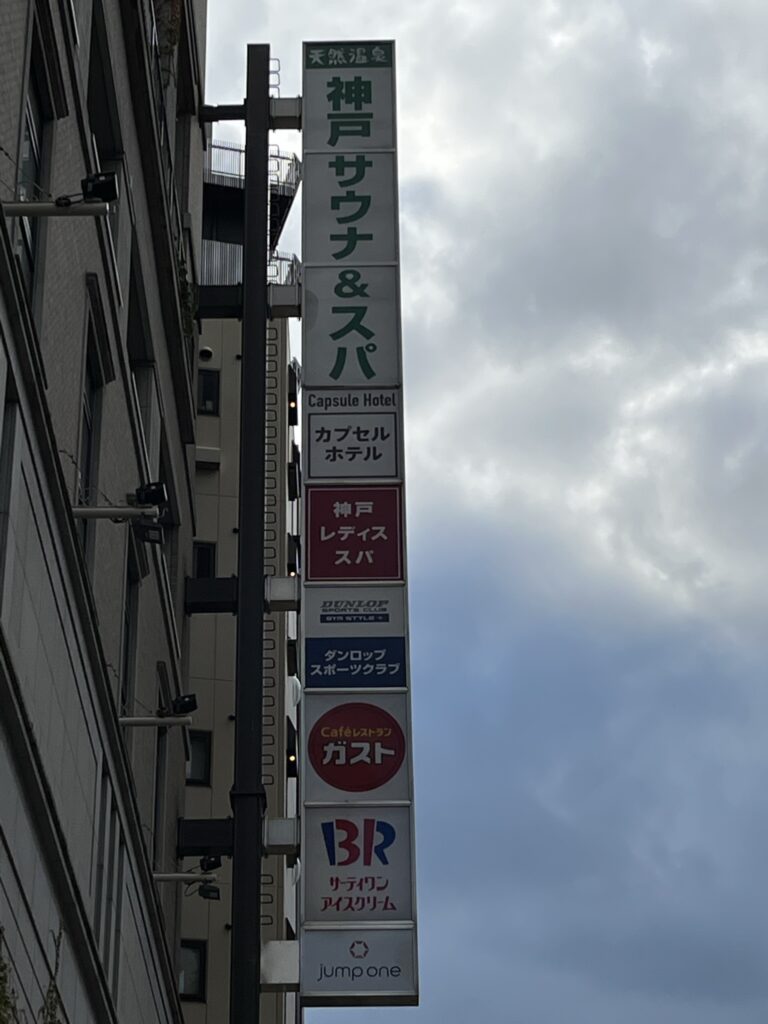 天然温泉
神戸サウナ&スパ
Capsule Hotel
カプセル
ホテル
神戸
レディス
スパ
DUNLOP
SPORTS CLUB
GYM STYLE +
ダンロップ
スポーツクラブ
Caféレストラン
ガスト
BR
サーティワン
アイスクリーム
jump one